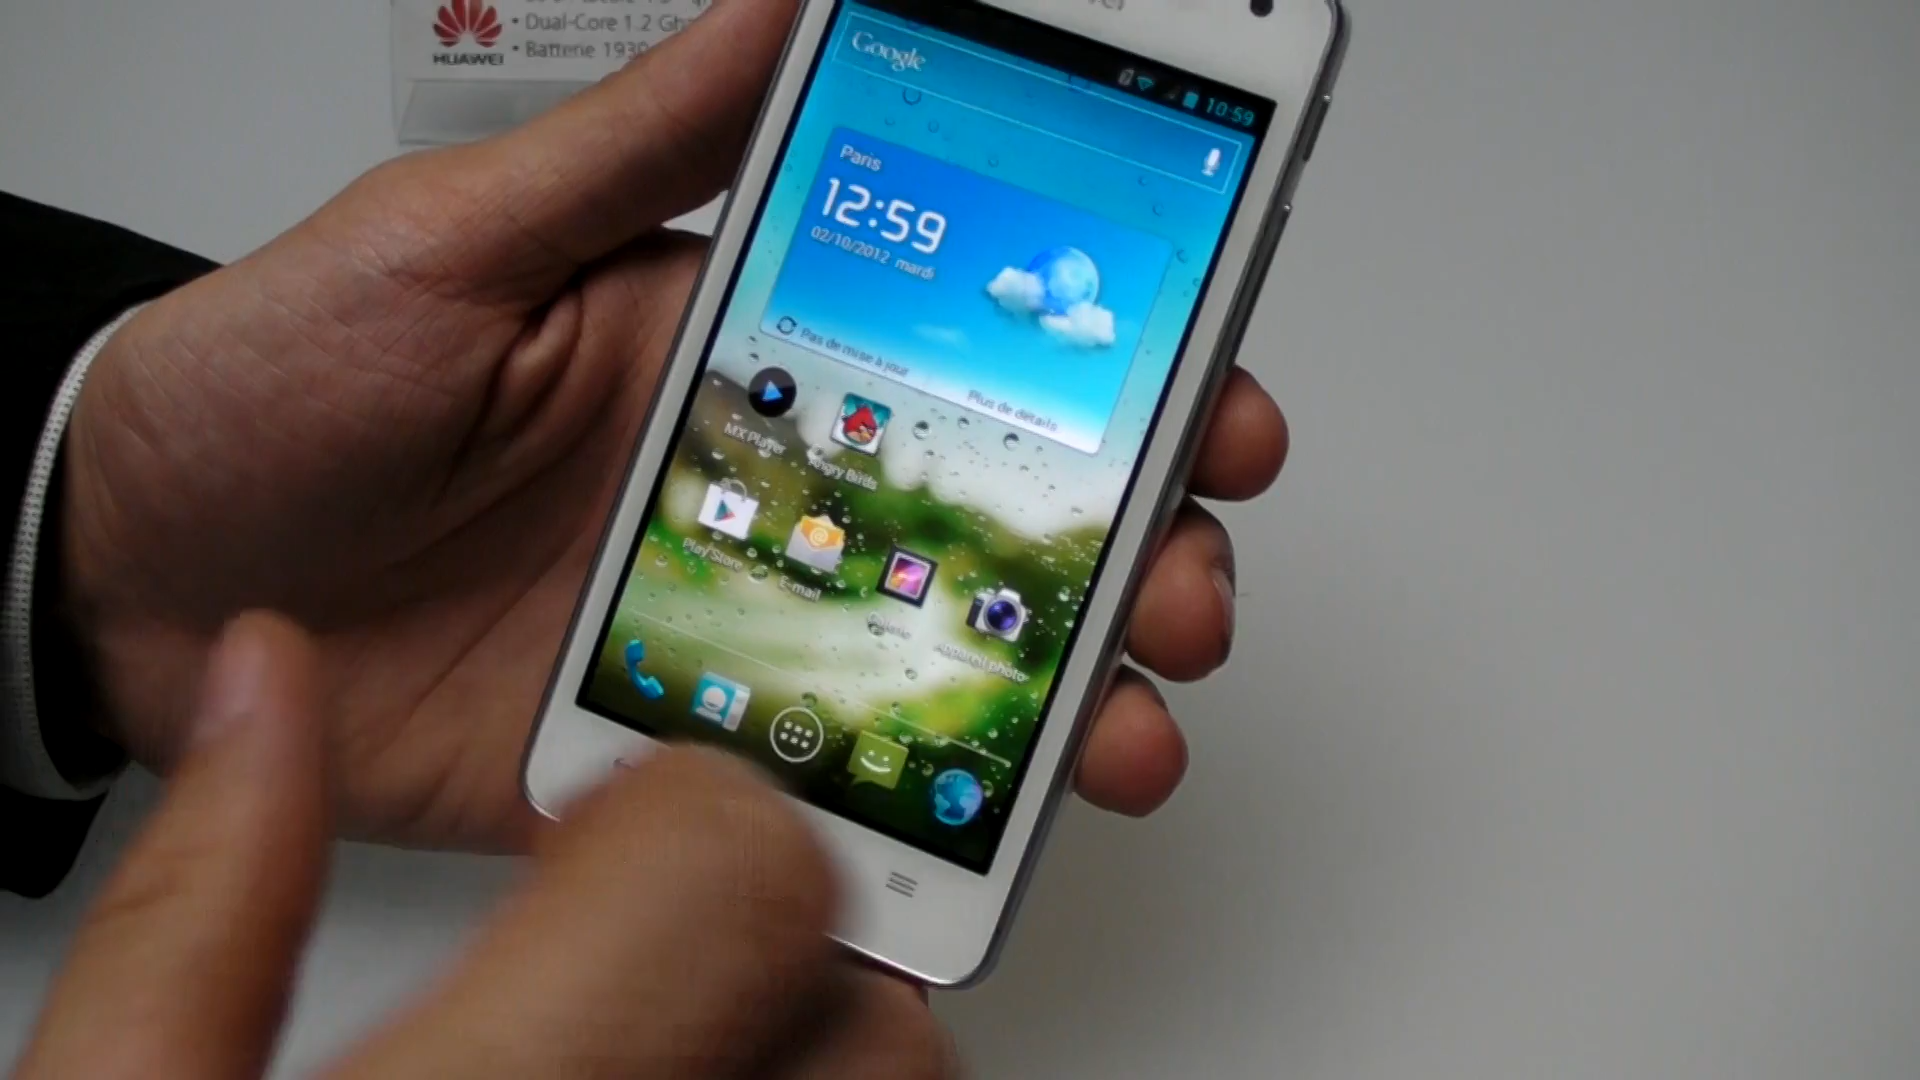 • Dual-Core 1.2 Gh
HUAWEI
• Batterie 1930
Google
10:59
Paris
12:59
02/10/2012 mardi
Pas de mise à jour
Plus de détails
MX Player
Angry Birds
Play Store
E-mail
Appareil photo